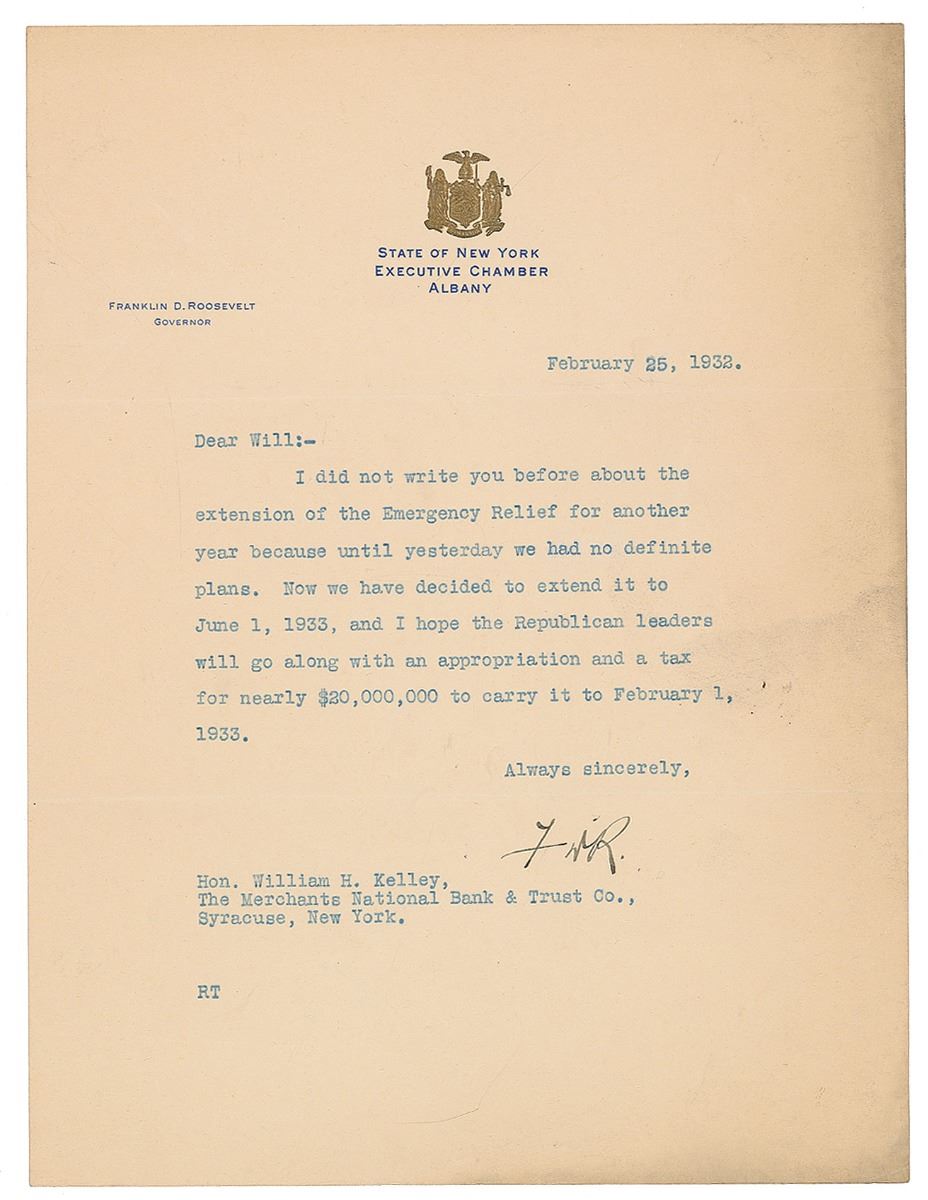 STATE OF NEW YORK
EXECUTIVE CHAMBER
ALBANY
FRANKLIN D. ROOSEVELT
GOVERNOR
February 25, 1932.
Dear Will:-
I did not write you before about the
extension of the Emergency Relief for another
year because until yesterday we had no definite
plans. Now we have decided to extend it to
June 1, 1933, and I hope the Republican leaders
will go along with an appropriation and a tax
for nearly $20,000,000 to carry it to February 1,
1933.
Always sincerely,
FDR.
Hon. William H. Kelley,
The Merchants National Bank & Trust Co.,
Syracuse, New York.
RT